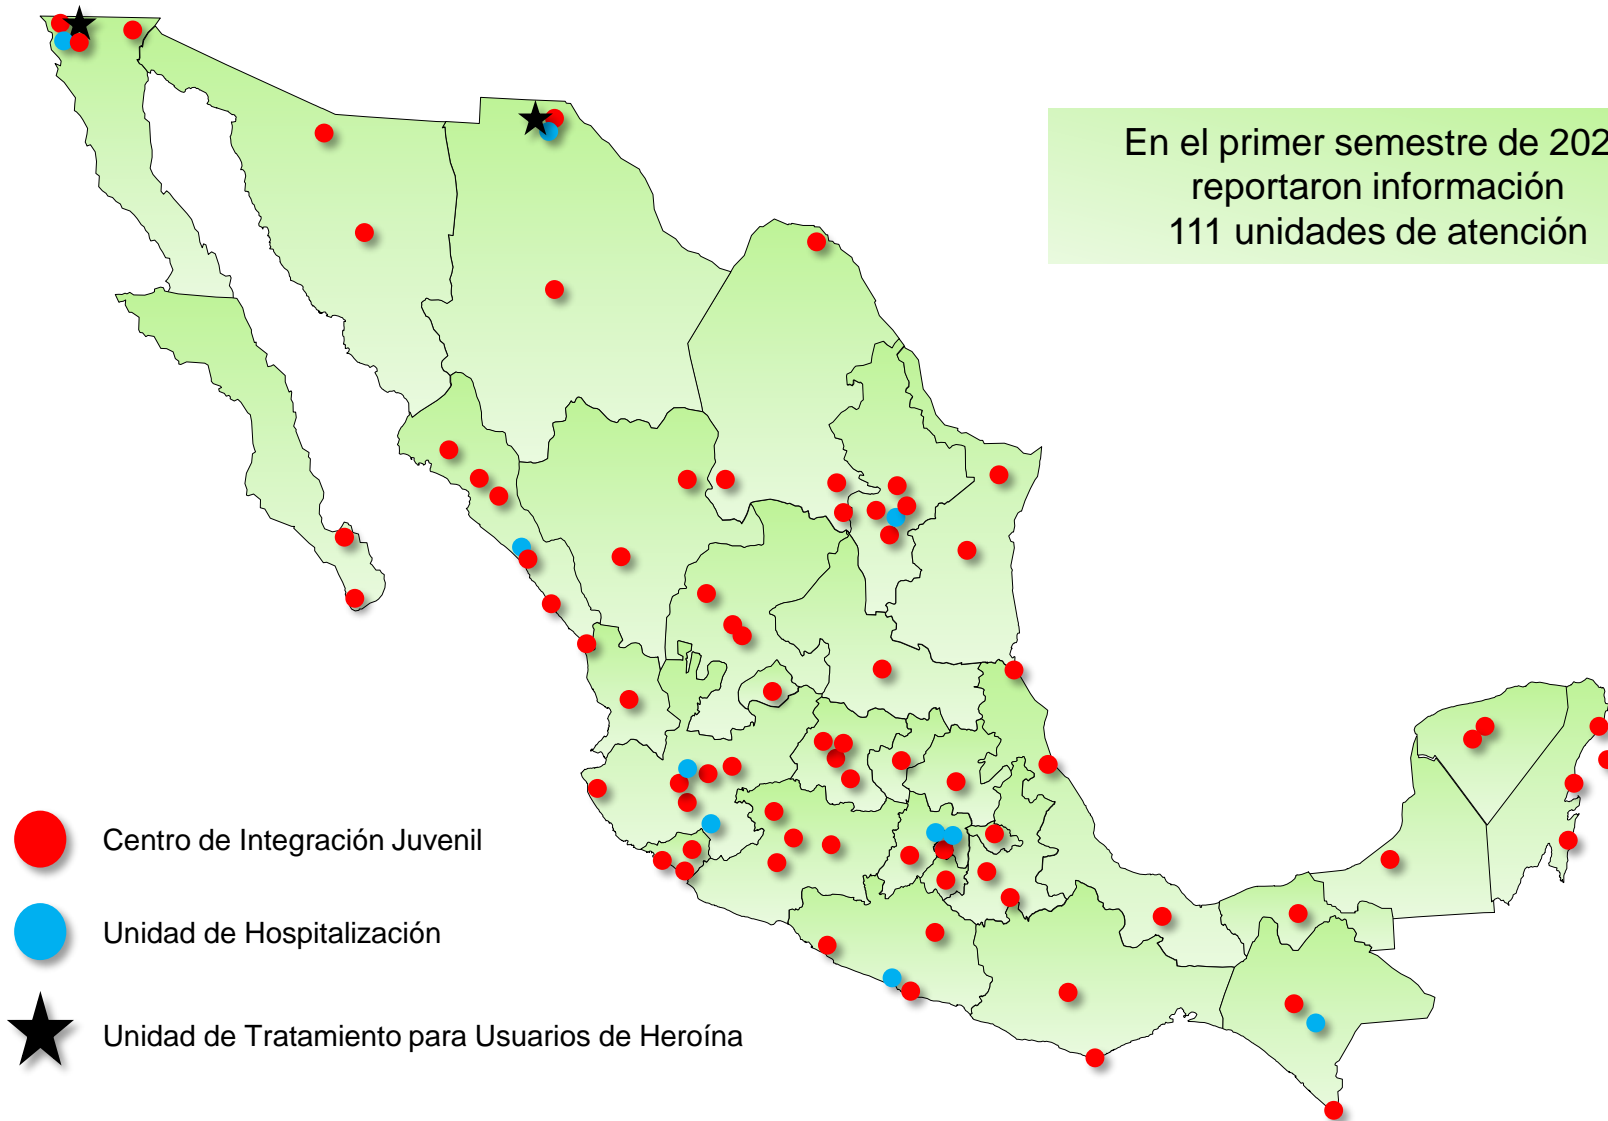 En el primer semestre de 202
reportaron información
111 unidades de atención
Centro de Integración Juvenil
Unidad de Hospitalización
Unidad de Tratamiento para Usuarios de Heroína